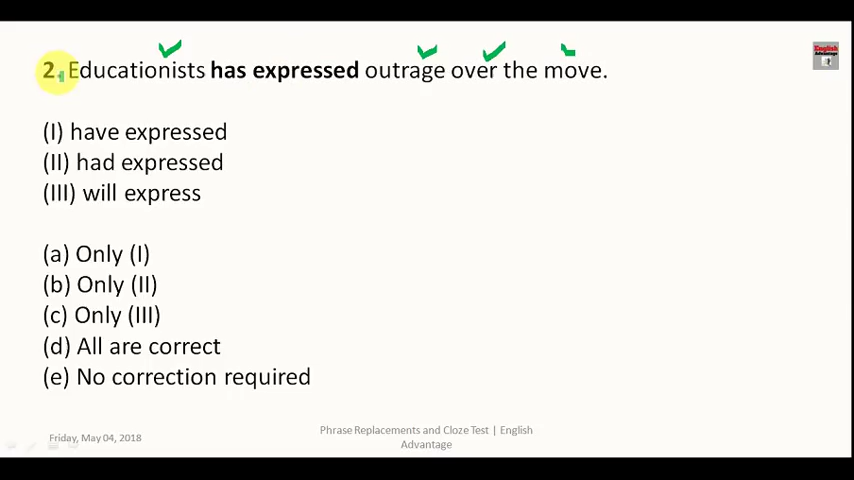 2. Educationists has expressed outrage over the move.
(I) have expressed
(II) had expressed
(III) will express
(a) Only (I)
(b) Only (II)
(c) Only (III)
(d) All are correct
(e) No correction required
Friday, May 04, 2018
Phrase Replacements and Cloze Test | English
Advantage
English
Advantage